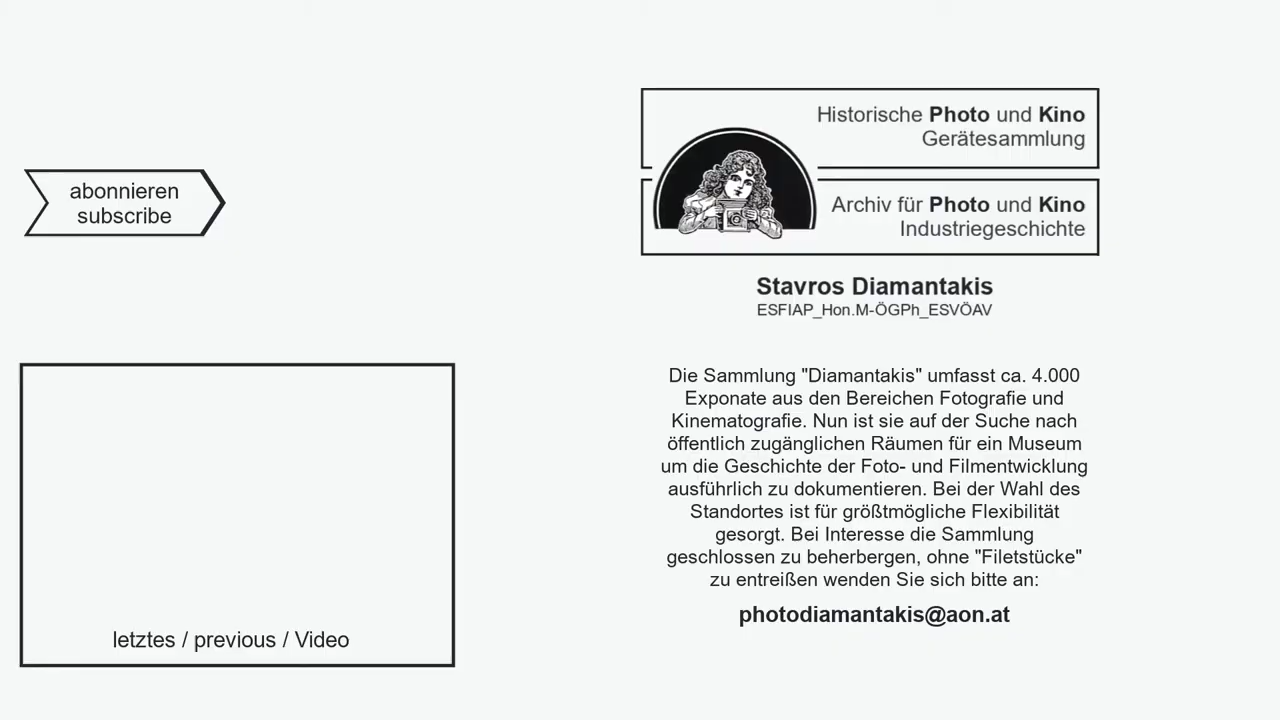 abonnieren
subscribe
Historische Photo und Kino
Gerätesammlung
Archiv für Photo und Kino
Industriegeschichte
Stavros Diamantakis
ESFIAP_Hon.M-ÖGPh_ESVÖAV
Die Sammlung "Diamantakis" umfasst ca. 4.000
Exponate aus den Bereichen Fotografie und
Kinematografie. Nun ist sie auf der Suche nach
öffentlich zugänglichen Räumen für ein Museum
um die Geschichte der Foto- und Filmentwicklung
ausführlich zu dokumentieren. Bei der Wahl des
Standortes ist für größtmögliche Flexibilität
gesorgt. Bei Interesse die Sammlung
geschlossen zu beherbergen, ohne "Filetstücke"
zu entreißen wenden Sie sich bitte an:
photodiamantakis@aon.at
letztes / previous / Video